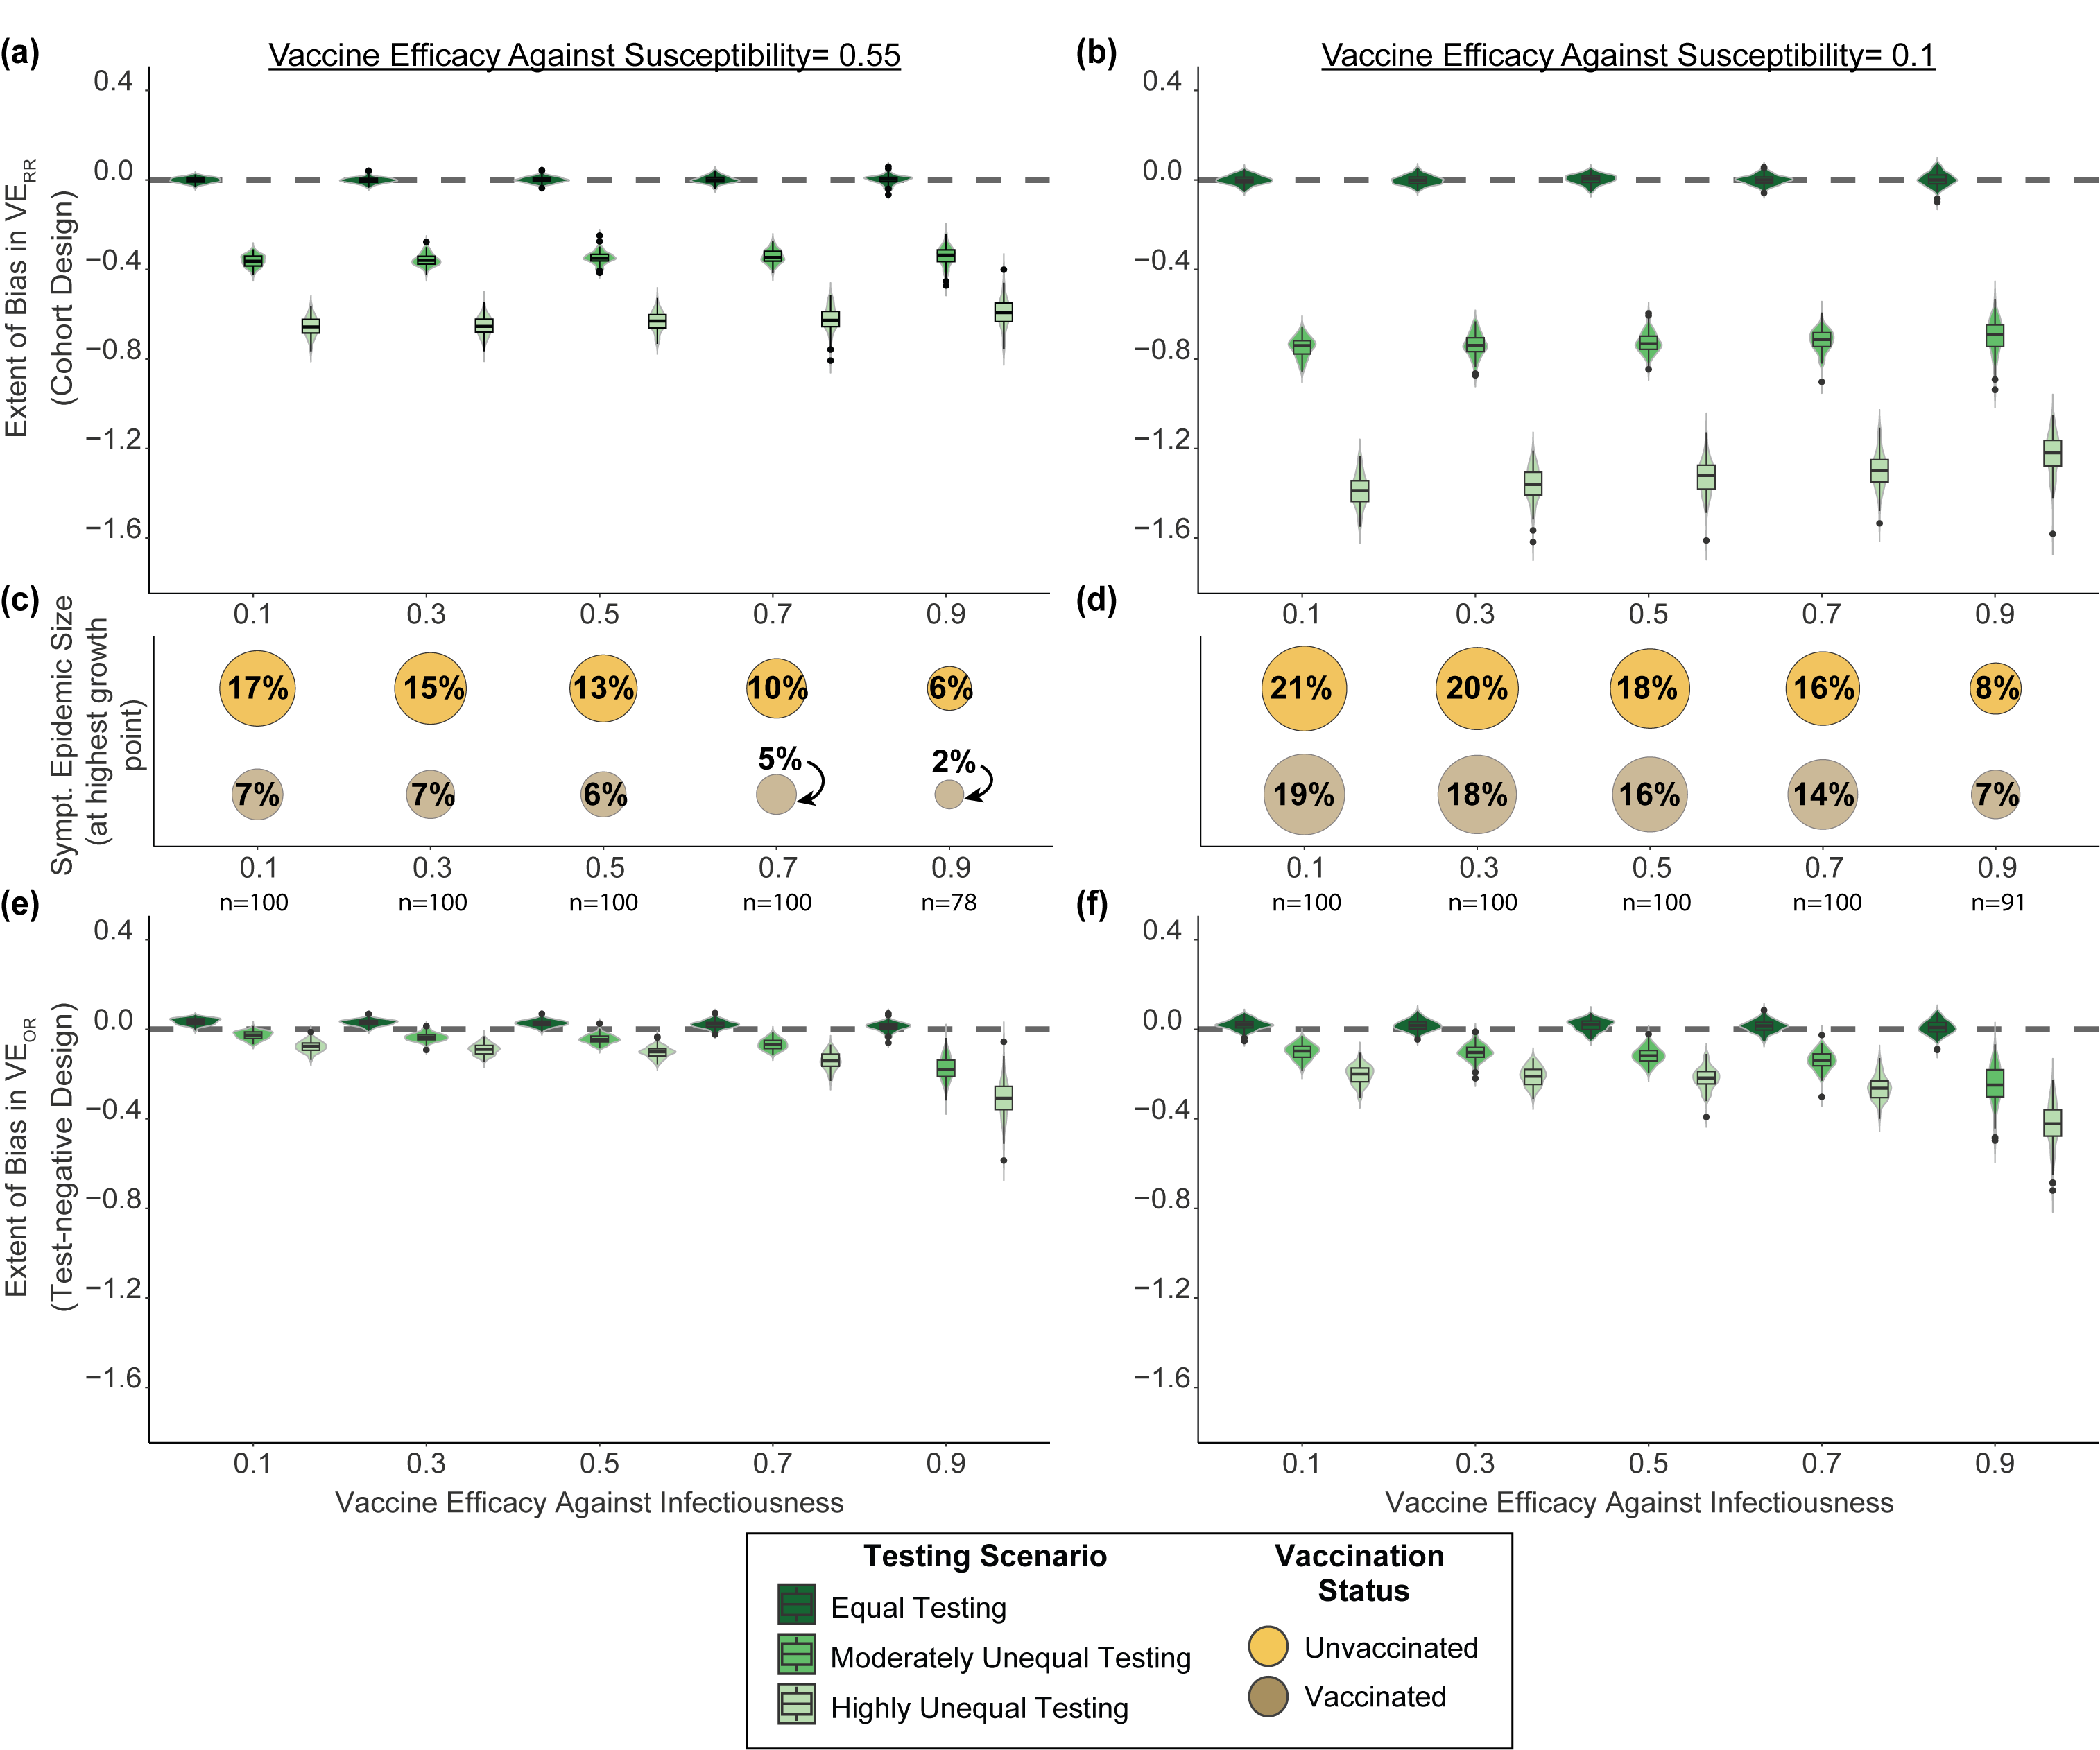 (a)
Vaccine Efficacy Against Susceptibility= 0.55
Extent of Bias in VE_RR
(Cohort Design)
0.4
0.0
−0.4
−0.8
−1.2
−1.6
0.1 0.3 0.5 0.7 0.9
(b)
Vaccine Efficacy Against Susceptibility= 0.1
0.4
0.0
−0.4
−0.8
−1.2
−1.6
0.1 0.3 0.5 0.7 0.9
(c)
Sympt. Epidemic Size
(at highest growth
point)
17% 15% 13% 10% 6%
7% 7% 6% 5% 2%
0.1 0.3 0.5 0.7 0.9
n=100 n=100 n=100 n=100 n=78
(d)
21% 20% 18% 16% 8%
19% 18% 16% 14% 7%
0.1 0.3 0.5 0.7 0.9
n=100 n=100 n=100 n=100 n=91
(e)
Extent of Bias in VE_OR
(Test-negative Design)
0.4
0.0
−0.4
−0.8
−1.2
−1.6
0.1 0.3 0.5 0.7 0.9
Vaccine Efficacy Against Infectiousness
(f)
0.4
0.0
−0.4
−0.8
−1.2
−1.6
0.1 0.3 0.5 0.7 0.9
Vaccine Efficacy Against Infectiousness
Testing Scenario
Equal Testing
Moderately Unequal Testing
Highly Unequal Testing
Vaccination
Status
Unvaccinated
Vaccinated